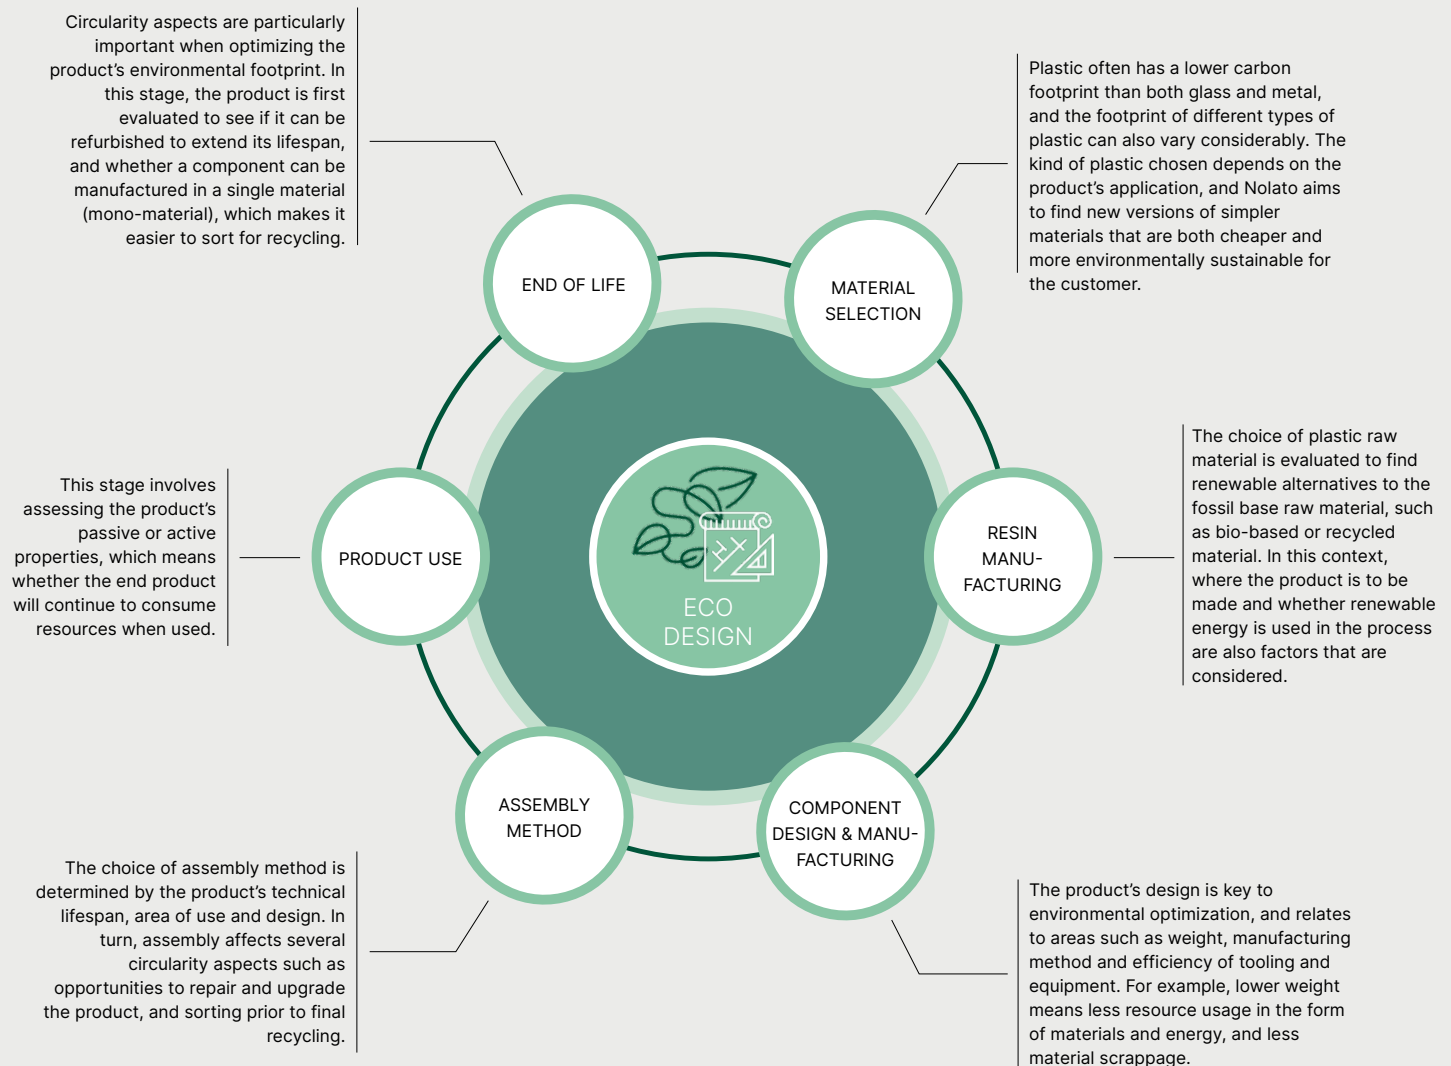 Circularity aspects are particularly
important when optimizing the
product’s environmental footprint. In
this stage, the product is first
evaluated to see if it can be
refurbished to extend its lifespan,
and whether a component can be
manufactured in a single material
(mono-material), which makes it
easier to sort for recycling.
Plastic often has a lower carbon
footprint than both glass and metal,
and the footprint of different types of
plastic can also vary considerably. The
kind of plastic chosen depends on the
product’s application, and Nolato aims
to find new versions of simpler
materials that are both cheaper and
more environmentally sustainable for
the customer.
END OF LIFE
MATERIAL
SELECTION
This stage involves
assessing the product’s
passive or active
properties, which means
whether the end product
will continue to consume
resources when used.
PRODUCT USE
ECO
DESIGN
RESIN
MANU-
FACTURING
The choice of plastic raw
material is evaluated to find
renewable alternatives to the
fossil base raw material, such
as bio-based or recycled
material. In this context,
where the product is to be
made and whether renewable
energy is used in the process
are also factors that are
considered.
ASSEMBLY
METHOD
COMPONENT
DESIGN & MANU-
FACTURING
The choice of assembly method is
determined by the product’s technical
lifespan, area of use and design. In
turn, assembly affects several
circularity aspects such as
opportunities to repair and upgrade
the product, and sorting prior to final
recycling.
The product’s design is key to
environmental optimization, and relates
to areas such as weight, manufacturing
method and efficiency of tooling and
equipment. For example, lower weight
means less resource usage in the form
of materials and energy, and less
material scrappage.